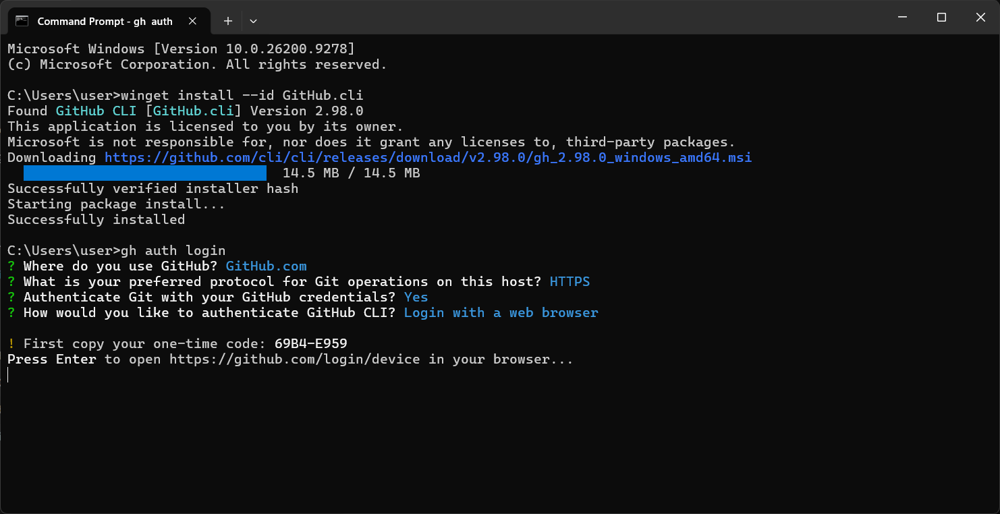 Command Prompt - gh auth
Microsoft Windows [Version 10.0.26200.9278]
(c) Microsoft Corporation. All rights reserved.
C:\Users\user>winget install --id GitHub.cli
Found GitHub CLI [GitHub.cli] Version 2.98.0
This application is licensed to you by its owner.
Microsoft is not responsible for, nor does it grant any licenses to, third-party packages.
Downloading https://github.com/cli/cli/releases/download/v2.98.0/gh_2.98.0_windows_amd64.msi
14.5 MB / 14.5 MB
Successfully verified installer hash
Starting package install...
Successfully installed
C:\Users\user>gh auth login
? Where do you use GitHub? GitHub.com
? What is your preferred protocol for Git operations on this host? HTTPS
? Authenticate Git with your GitHub credentials? Yes
? How would you like to authenticate GitHub CLI? Login with a web browser
! First copy your one-time code: 69B4-E959
Press Enter to open https://github.com/login/device in your browser...